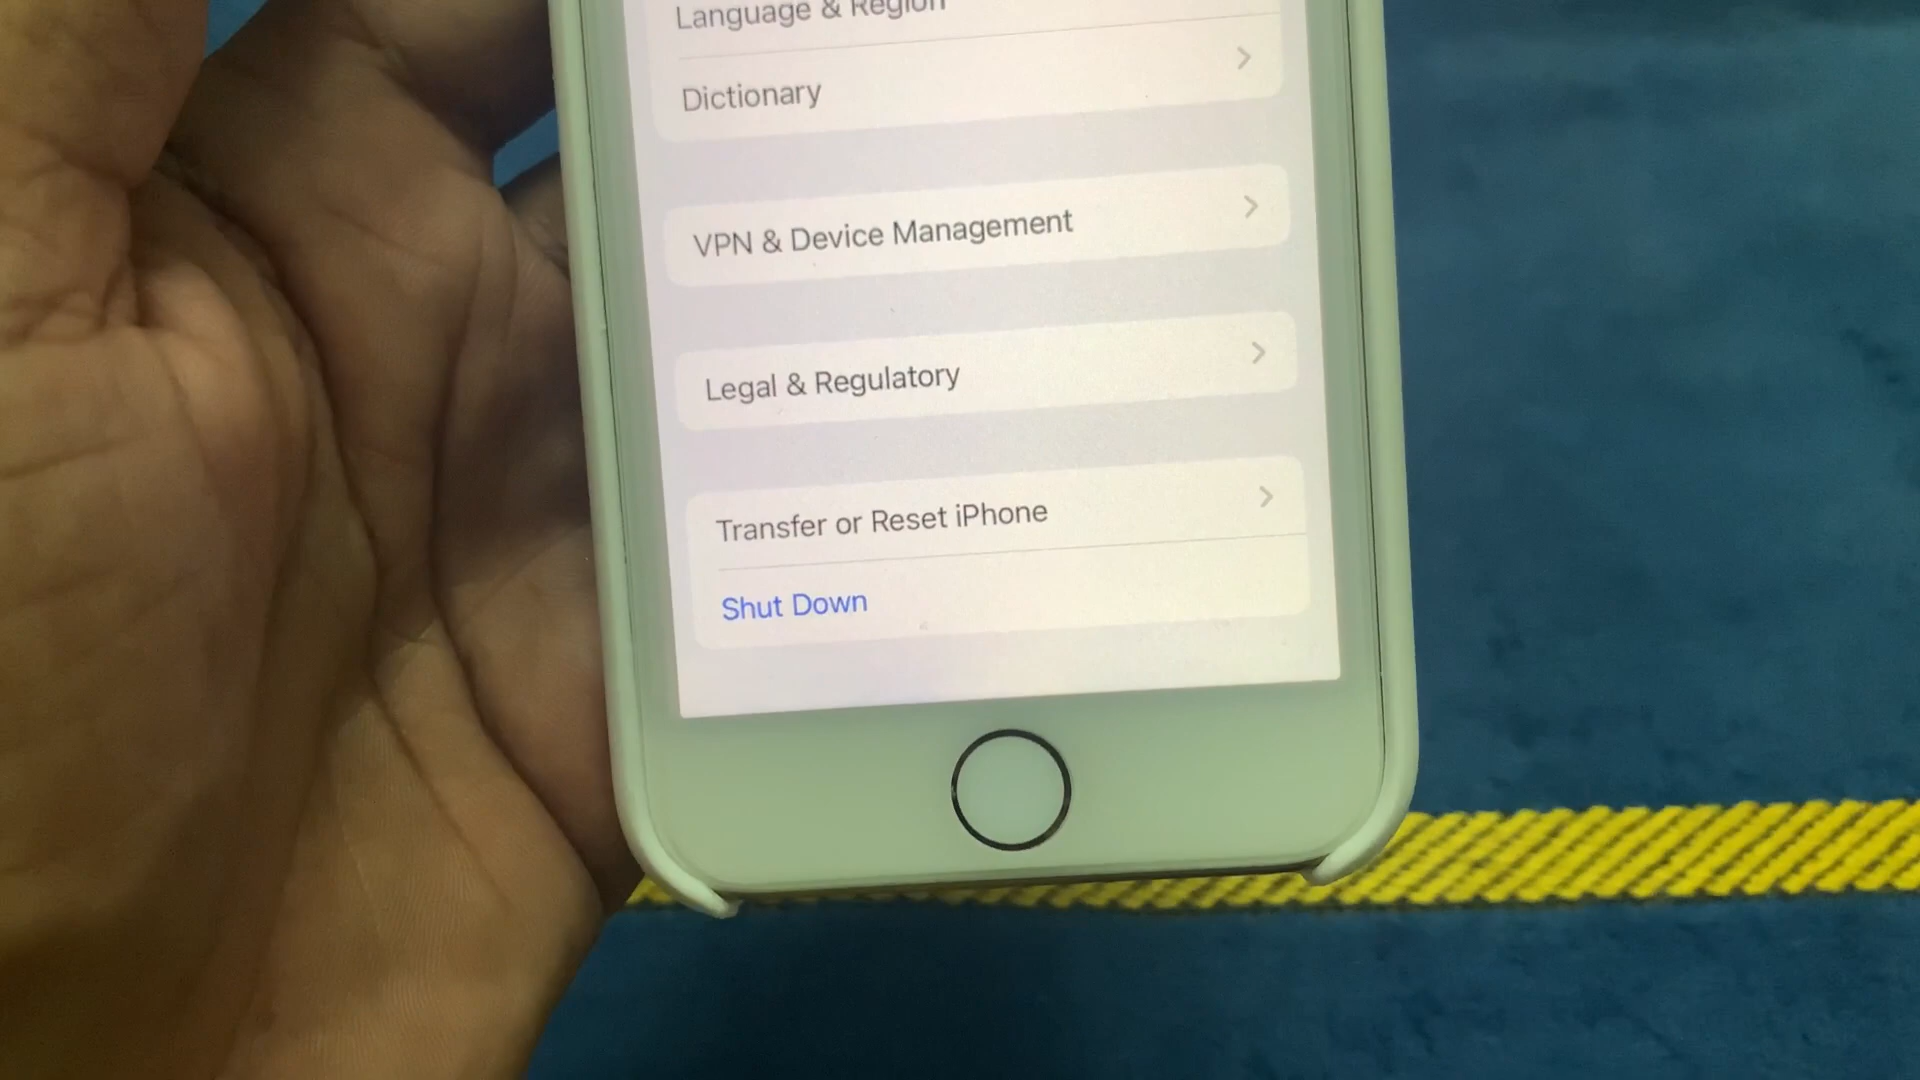 Language & Region
Dictionary
VPN & Device Management
Legal & Regulatory
Transfer or Reset iPhone
Shut Down